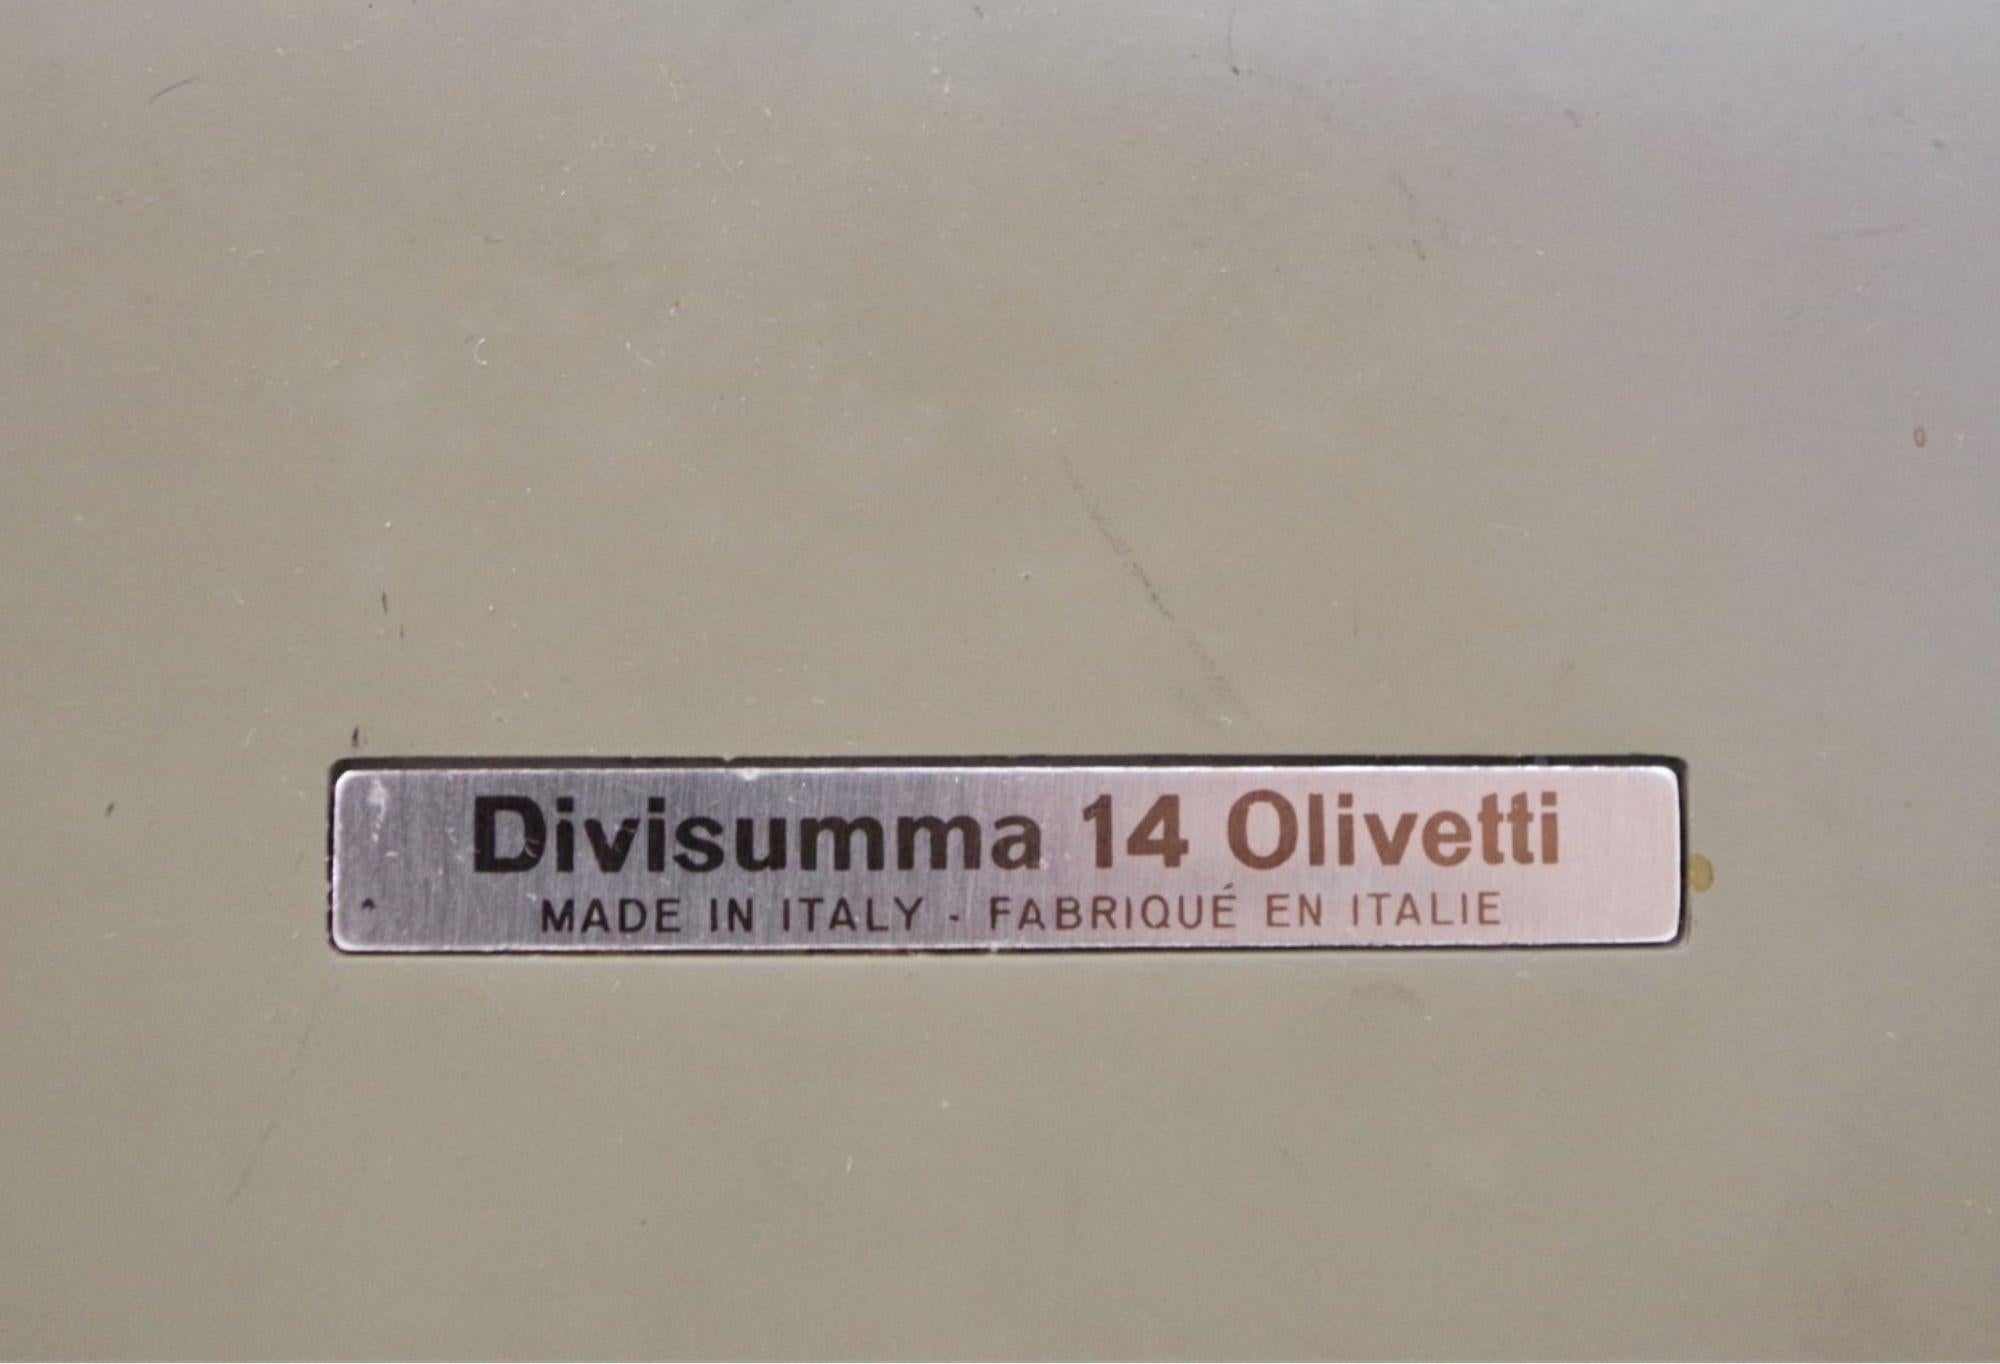 Divisumma 14 Olivetti
MADE IN ITALY - FABRIQUÉ EN ITALIE